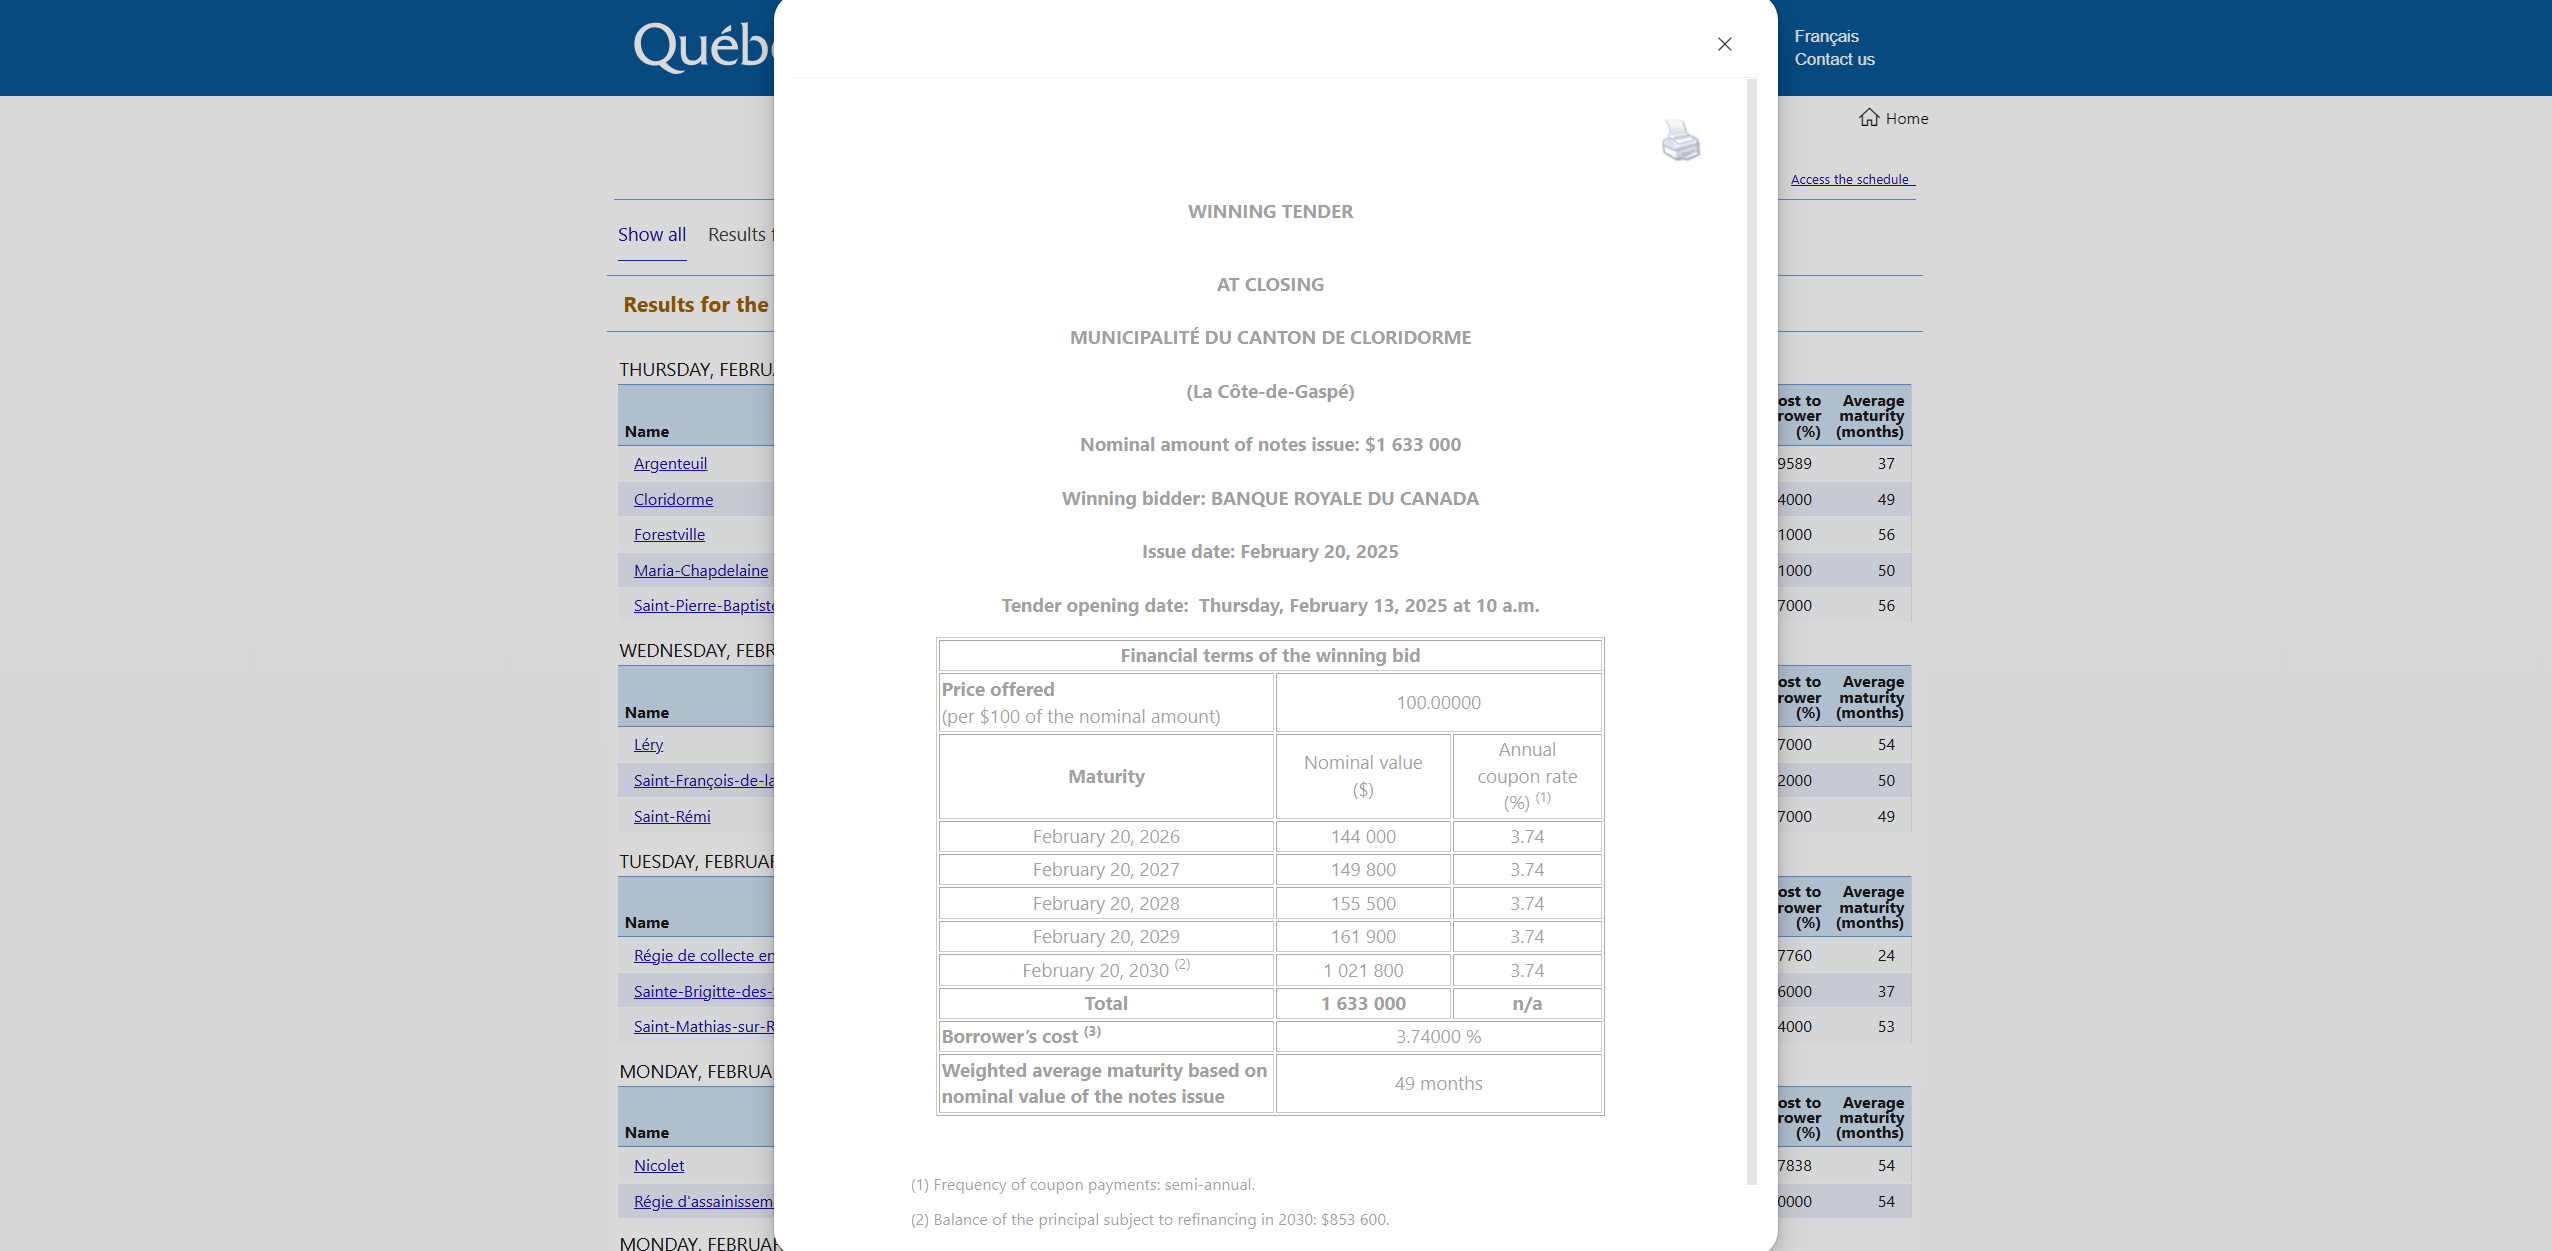 Québ
Français
Contact us
Home
Access the schedule
Show all Results
Results for the
WINNING TENDER
AT CLOSING
MUNICIPALITÉ DU CANTON DE CLORIDORME
(La Côte-de-Gaspé)
Nominal amount of notes issue: $1 633 000
Winning bidder: BANQUE ROYALE DU CANADA
Issue date: February 20, 2025
Tender opening date: Thursday, February 13, 2025 at 10 a.m.
Financial terms of the winning bid
Price offered
(per $100 of the nominal amount) 100.00000
Maturity Nominal value ($) Annual coupon rate (%) (1)
February 20, 2026 144 000 3.74
February 20, 2027 149 800 3.74
February 20, 2028 155 500 3.74
February 20, 2029 161 900 3.74
February 20, 2030 (2) 1 021 800 3.74
Total 1 633 000 n/a
Borrower’s cost (3) 3.74000 %
Weighted average maturity based on
nominal value of the notes issue 49 months
(1) Frequency of coupon payments: semi-annual.
(2) Balance of the principal subject to refinancing in 2030: $853 600.
THURSDAY, FEBRU
Name ost to rower (%) Average maturity (months)
Argenteuil 9589 37
Cloridorme 4000 49
Forestville 1000 56
Maria-Chapdelaine 1000 50
Saint-Pierre-Baptiste 7000 56
WEDNESDAY, FEBR
Name ost to rower (%) Average maturity (months)
Léry 7000 54
Saint-François-de-la 2000 50
Saint-Rémi 7000 49
TUESDAY, FEBRUAR
Name ost to rower (%) Average maturity (months)
Régie de collecte en 7760 24
Sainte-Brigitte-des- 6000 37
Saint-Mathias-sur-R 4000 53
MONDAY, FEBRUA
Name ost to rower (%) Average maturity (months)
Nicolet 7838 54
Régie d'assainissem 0000 54
MONDAY, FEBRUAR